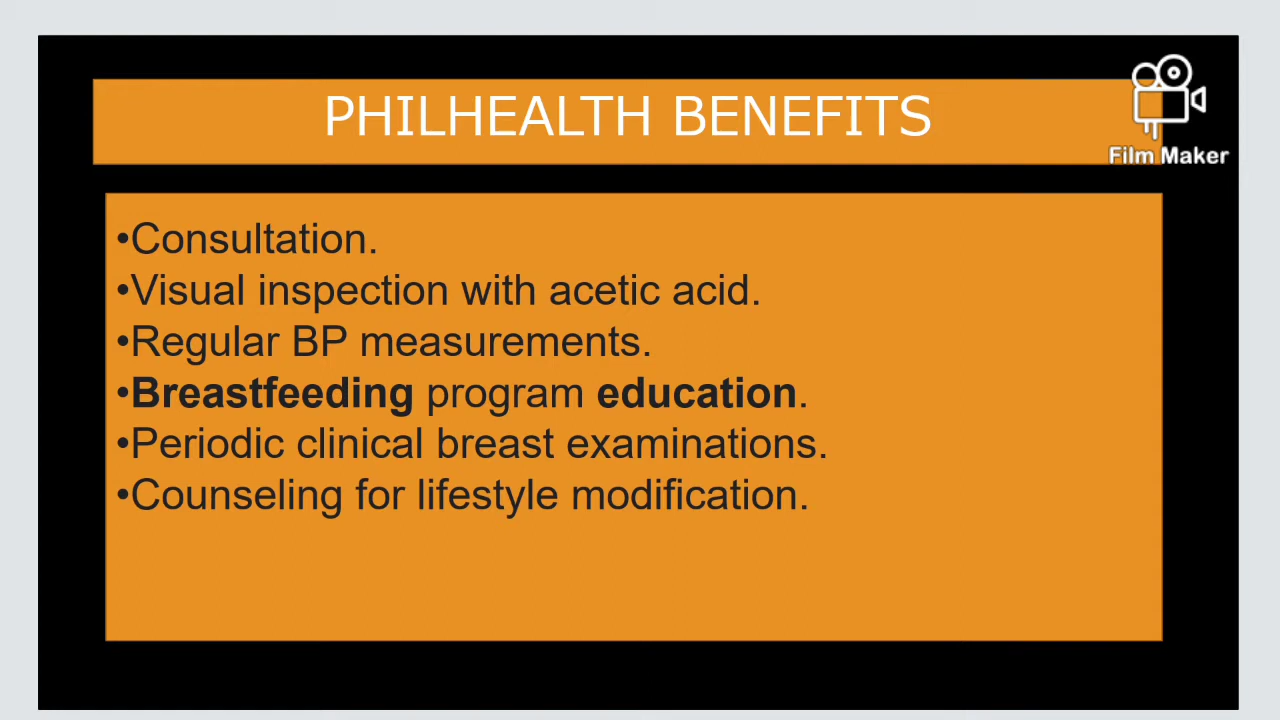 PHILHEALTH BENEFITS
Film Maker
•Consultation.
•Visual inspection with acetic acid.
•Regular BP measurements.
•Breastfeeding program education.
•Periodic clinical breast examinations.
•Counseling for lifestyle modification.